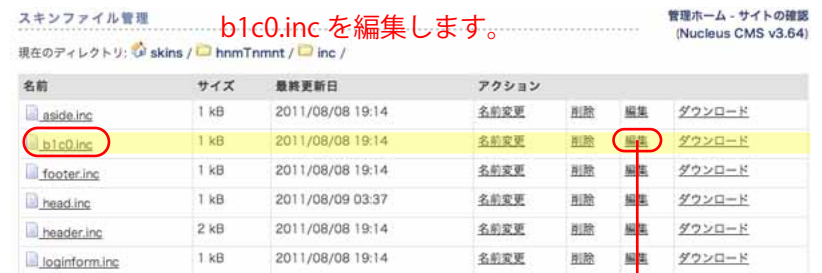 スキンファイル管理
b1c0.inc を編集します。
管理ホーム - サイトの確認
(Nucleus CMS v3.64)
現在のディレクトリ: skins / hnmTnmnt / inc /
名前 サイズ 最終更新日 アクション
aside.inc 1 kB 2011/08/08 19:14 名前変更 削除 編集 ダウンロード
b1c0.inc 1 kB 2011/08/08 19:14 名前変更 削除 編集 ダウンロード
footer.inc 1 kB 2011/08/08 19:14 名前変更 削除 編集 ダウンロード
head.inc 1 kB 2011/08/09 03:37 名前変更 削除 編集 ダウンロード
header.inc 2 kB 2011/08/08 19:14 名前変更 削除 編集 ダウンロード
loginform.inc 1 kB 2011/08/08 19:14 名前変更 削除 編集 ダウンロード